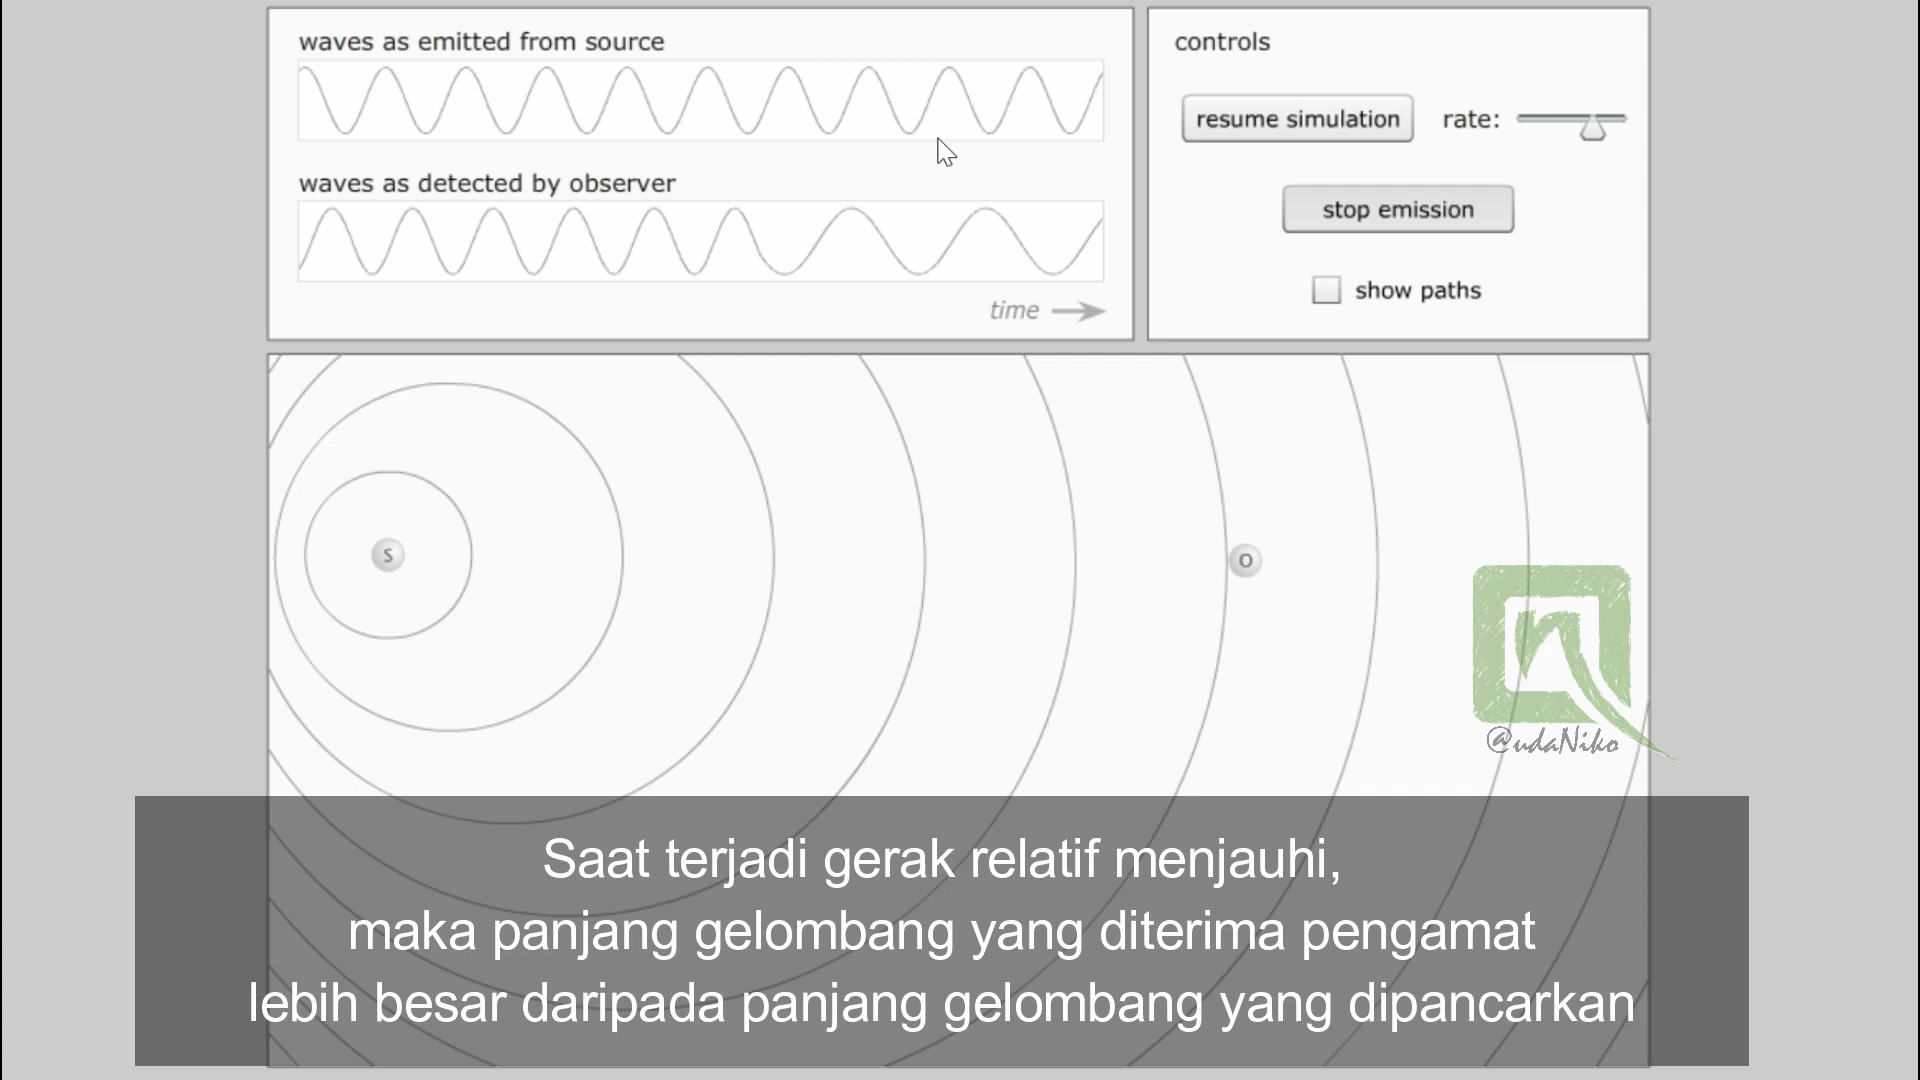 waves as emitted from source
controls
resume simulation
rate:
waves as detected by observer
stop emission
show paths
time
S
O
@udaNiko
Saat terjadi gerak relatif menjauhi,
maka panjang gelombang yang diterima pengamat
lebih besar daripada panjang gelombang yang dipancarkan